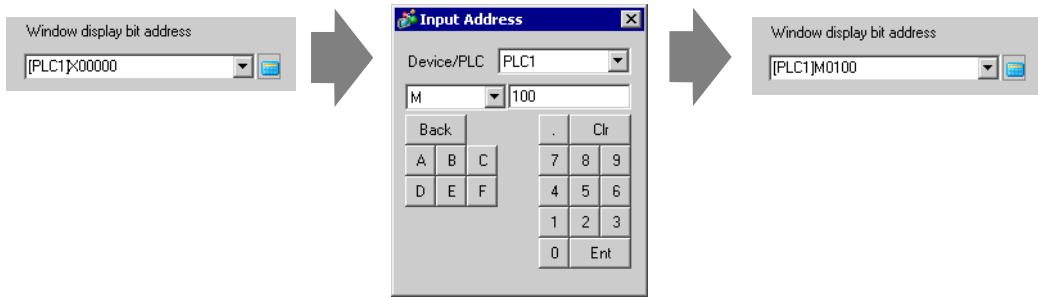 Window display bit address
[PLC1]X00000
Input Address
Device/PLC PLC1
M 100
Back . Clr
A B C 7 8 9
D E F 4 5 6
1 2 3
0 Ent
Window display bit address
[PLC1]M0100